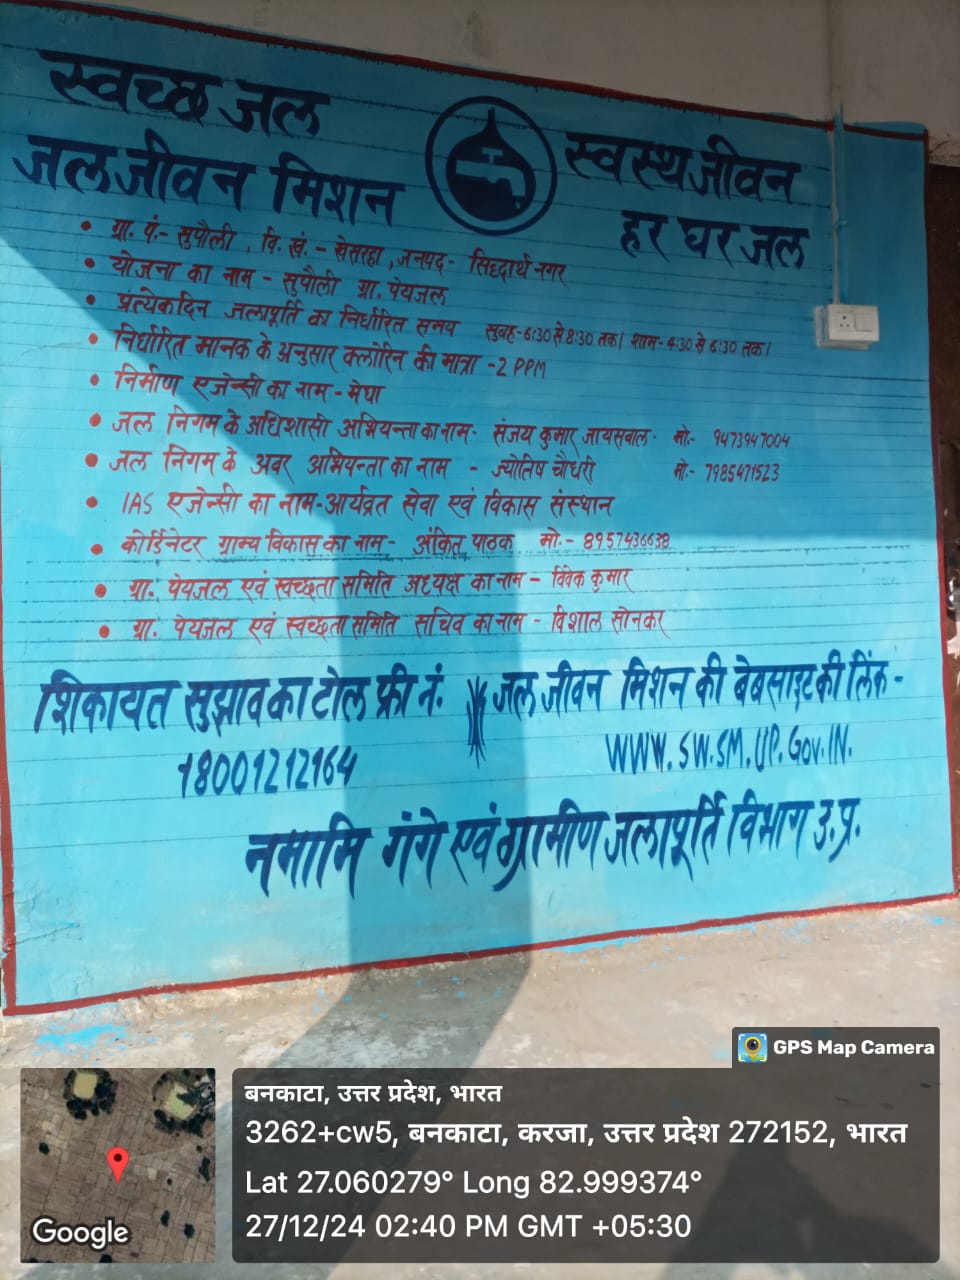 स्वच्छ जल
स्वस्थ जीवन
जल जीवन मिशन
हर घर जल
• ग्रा. पं.- सुपौली , वि. खं. - खेसरहा , जनपद- सिद्धार्थ नगर
• योजना का नाम - सुपौली ग्रा. पेयजल
• प्रत्येकदिन जलापूर्ति का निर्धारित समय सुबह-6:30 से 8:30 तक। शाम-4:30 से 6:30 तक।
• निर्धारित मानक के अनुसार क्लोरिन की मात्रा -2 PPM
• निर्माण एजेन्सी का नाम - मेघा
• जल निगम के अधिशासी अभियन्ता का नाम- संजय कुमार जायसवाल- मो- 9473947004
• जल निगम के अवर अभियन्ता का नाम - ज्योतिष चौधरी मो- 7985471523
• IAS एजेन्सी का नाम-आर्यव्रत सेवा एवं विकास संस्थान
• कोर्डिनेटर ग्राम्य विकास का नाम- अंकित पाठक मो.- 8957436638
• ग्रा. पेयजल एवं स्वच्छता समिति अध्यक्ष का नाम - विवेक कुमार
• ग्रा. पेयजल एवं स्वच्छता समिति सचिव का नाम - विशाल सोनकर
शिकायत सुझाव का टोल फ्री नं.
18001212164
जल जीवन मिशन की बेबसाइट की लिंक -
WWW.SW.SM.UP.Gov.IN.
नमामि गंगे एवं ग्रामीण जलापूर्ति विभाग उ.प्र.
GPS Map Camera
बनकाटा, उत्तर प्रदेश, भारत
3262+cw5, बनकाटा, करजा, उत्तर प्रदेश 272152, भारत
Lat 27.060279° Long 82.999374°
27/12/24 02:40 PM GMT +05:30
Google